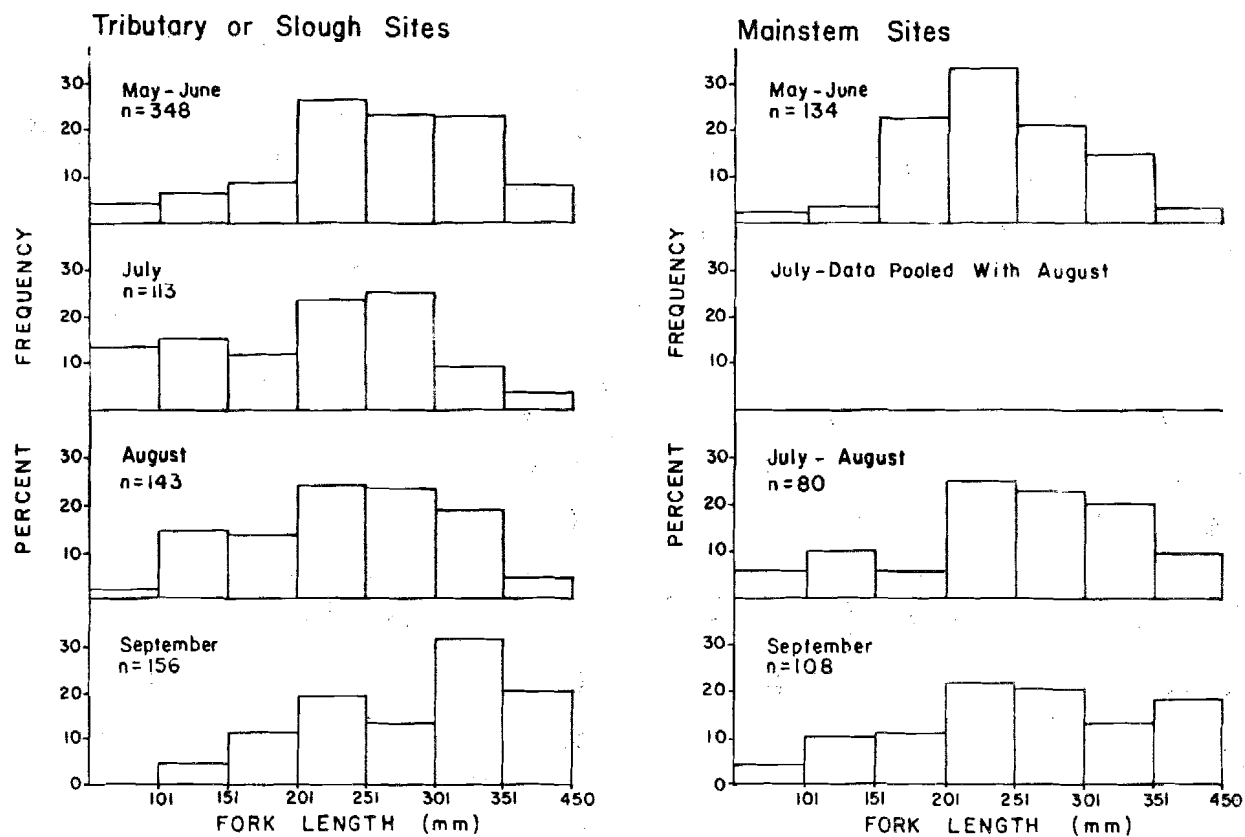 Tributary or Slough Sites
PERCENT FREQUENCY
30
20
10
May-June
n=348
30
20
10
July
n=113
30
20
10
August
n=143
30
20
10
0
September
n=156
101 151 201 251 301 351 450
FORK LENGTH (mm)
Mainstem Sites
PERCENT FREQUENCY
30
20
10
May-June
n=134
30
20
10
July-Data Pooled With August
30
20
10
July - August
n=80
30
20
10
0
September
n=108
101 151 201 251 301 351 450
FORK LENGTH (mm)